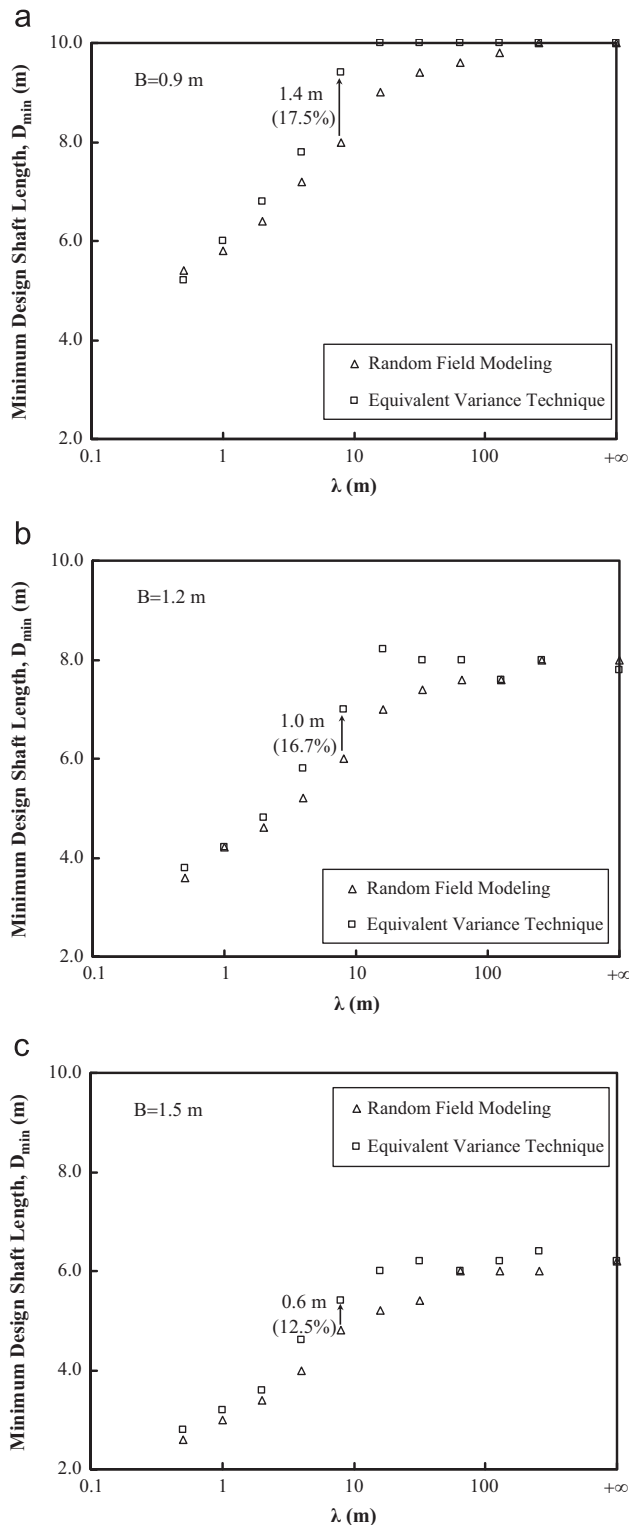 a
Minimum Design Shaft Length, D_min (m)
10.0
8.0
6.0
4.0
2.0
B=0.9 m
1.4 m
(17.5%)
Random Field Modeling
Equivalent Variance Technique
0.1
1
10
100
+∞
λ (m)
b
Minimum Design Shaft Length, D_min (m)
10.0
8.0
6.0
4.0
2.0
B=1.2 m
1.0 m
(16.7%)
Random Field Modeling
Equivalent Variance Technique
0.1
1
10
100
+∞
λ (m)
c
Minimum Design Shaft Length, D_min (m)
10.0
8.0
6.0
4.0
2.0
B=1.5 m
Random Field Modeling
Equivalent Variance Technique
0.6 m
(12.5%)
0.1
1
10
100
+∞
λ (m)